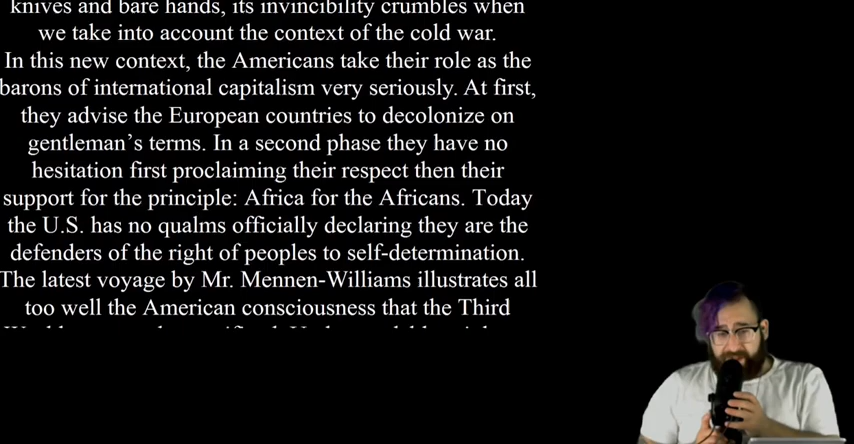 knives and bare hands, its invincibility crumbles when
we take into account the context of the cold war.
In this new context, the Americans take their role as the
barons of international capitalism very seriously. At first,
they advise the European countries to decolonize on
gentleman’s terms. In a second phase they have no
hesitation first proclaiming their respect then their
support for the principle: Africa for the Africans. Today
the U.S. has no qualms officially declaring they are the
defenders of the right of peoples to self-determination.
The latest voyage by Mr. Mennen-Williams illustrates all
too well the American consciousness that the Third